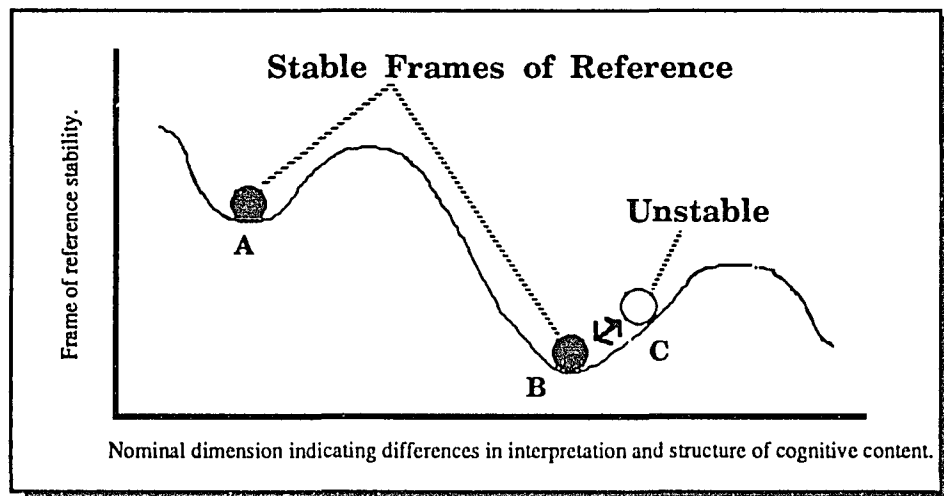 Stable Frames of Reference
Frame of reference stability.
Unstable
A
C
B
Nominal dimension indicating differences in interpretation and structure of cognitive content.